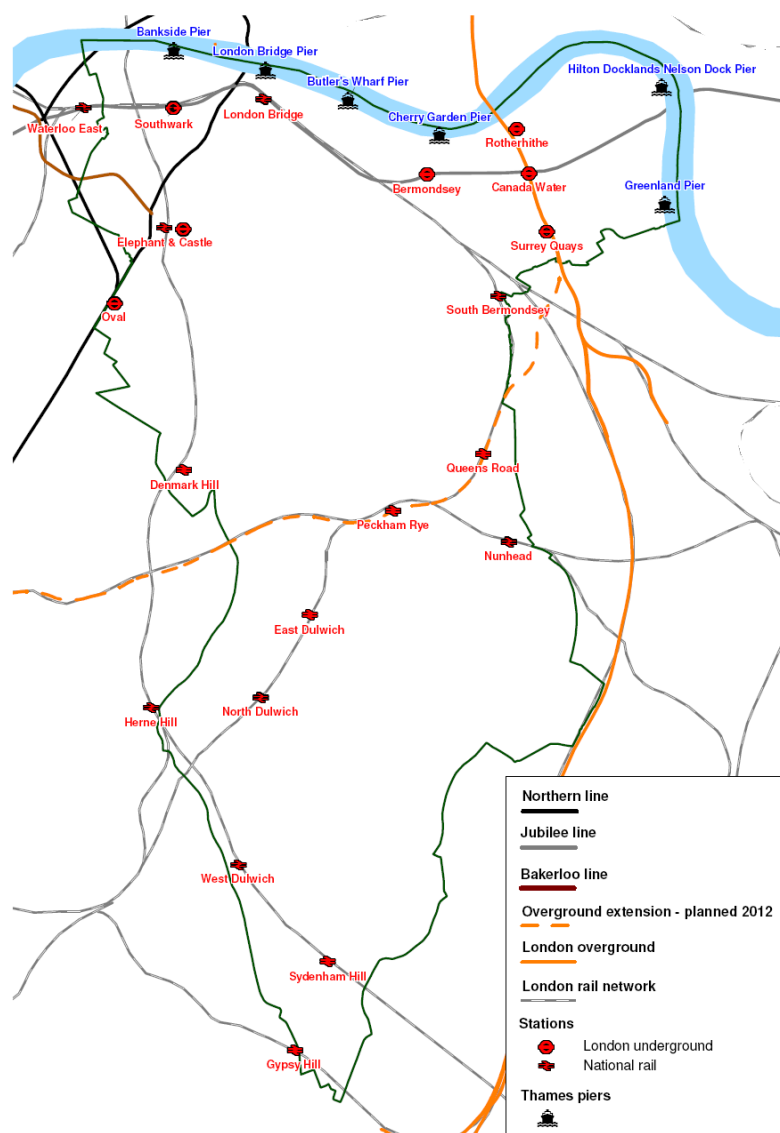 Bankside Pier
London Bridge Pier
Hilton Docklands Nelson Dock Pier
Butler's Wharf Pier
Waterloo East
Southwark
London Bridge
Cherry Garden Pier
Rotherhithe
Bermondsey
Canada Water
Greenland Pier
Elephant & Castle
Surrey Quays
Oval
South Bermondsey
Queens Road
Denmark Hill
Peckham Rye
Nunhead
East Dulwich
North Dulwich
Herne Hill
West Dulwich
Sydenham Hill
Gypsy Hill
Northern line
Jubilee line
Bakerloo line
Overground extension - planned 2012
London overground
London rail network
Stations
London underground
National rail
Thames piers